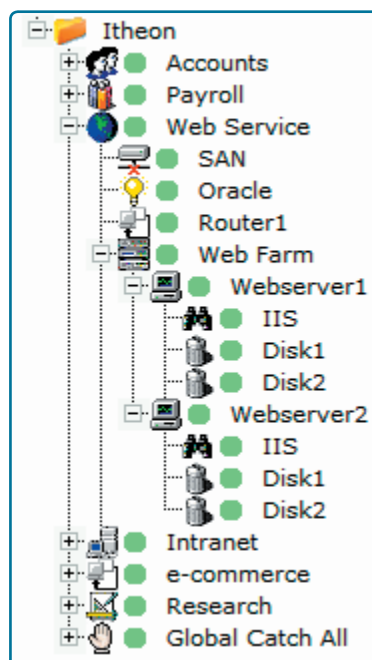 Itheon
Accounts
Payroll
Web Service
SAN
Oracle
Router1
Web Farm
Webserver1
IIS
Disk1
Disk2
Webserver2
IIS
Disk1
Disk2
Intranet
e-commerce
Research
Global Catch All